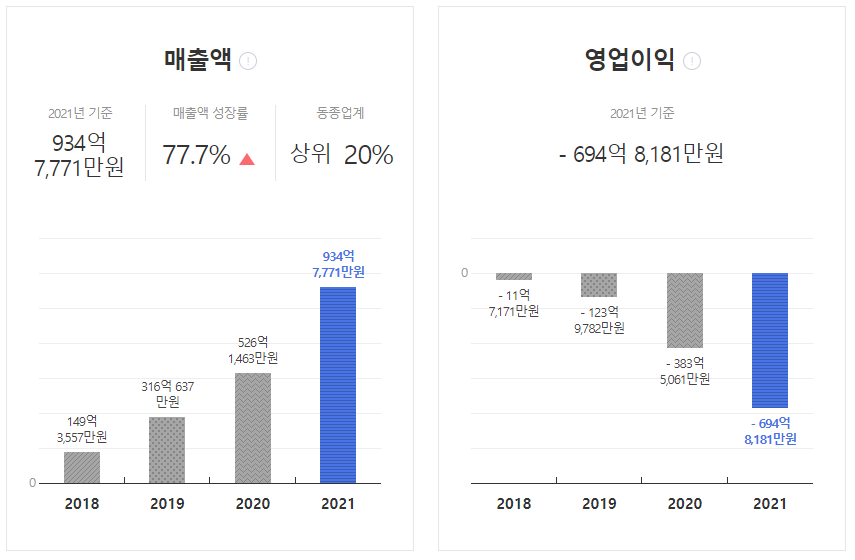 매출액
2021년 기준
934억
7,771만원
매출액 성장률
77.7%
동종업계
상위 20%
934억
7,771만원
526억
1,463만원
316억 637
만원
149억
3,557만원
0
2018 2019 2020 2021
영업이익
2021년 기준
- 694억 8,181만원
0
- 11억
7,171만원
- 123억
9,782만원
- 383억
5,061만원
- 694억
8,181만원
2018 2019 2020 2021